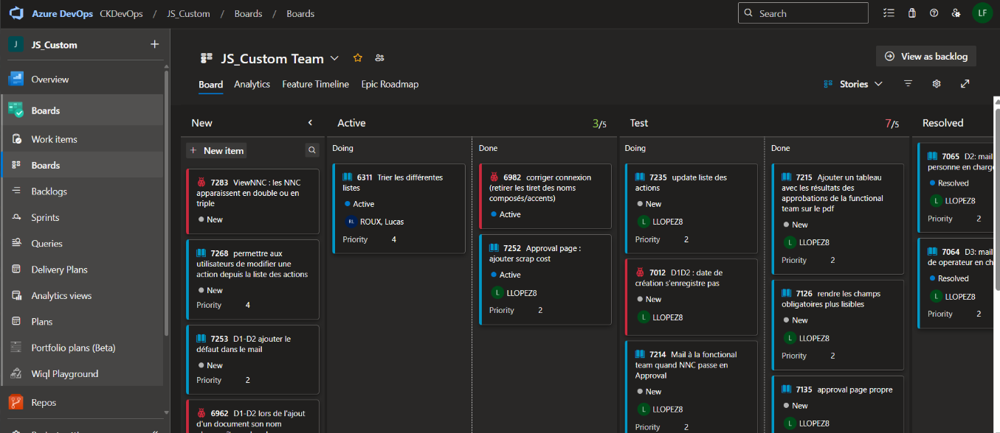 Azure DevOps CKDevOps / JS_Custom / Boards / Boards
Search
LF
J JS_Custom
Overview
Boards
Work items
Boards
Backlogs
Sprints
Queries
Delivery Plans
Analytics views
Plans
Portfolio plans (Beta)
Wiql Playground
Repos
JS_Custom Team
View as backlog
Board Analytics Feature Timeline Epic Roadmap
Stories
New
New item
7283 ViewNNC : les NNC
apparaissent en double ou en
triple
New
7268 permettre aux
utilisateurs de modifier une
action depuis la liste des actions
New
Priority 4
7253 D1-D2 ajouter le
défaut dans le mail
New
Priority 2
6962 D1-D2 lors de l'ajout
d'un document son nom
Active 3/5
Doing
6311 Trier les différentes
listes
Active
RL ROUX, Lucas
Priority 4
Done
6982 corriger connexion
(retirer les tiret des noms
composés/accents)
Active
7252 Approval page :
ajouter scrap cost
Active
L LLOPEZ8
Priority 2
Test 7/5
Doing
7235 update liste des
actions
New
L LLOPEZ8
Priority 2
7012 D1D2 : date de
création s'enregistre pas
New
L LLOPEZ8
7214 Mail à la fonctional
team quand NNC passe en
Approval
New
L LLOPEZ8
Priority 2
Done
7215 Ajouter un tableau
avec les résultats des
approbations de la functional
team sur le pdf
New
L LLOPEZ8
Priority 2
7126 rendre les champs
obligatoires plus lisibles
New
L LLOPEZ8
Priority 2
7135 approval page propre
New
L LLOPEZ8
Resolved
7065 D2: mail
personne en charg
Resolved
L LLOPEZ8
Priority 2
7064 D3: mail
de operateur en ch
Resolved
L LLOPEZ8
Priority 2